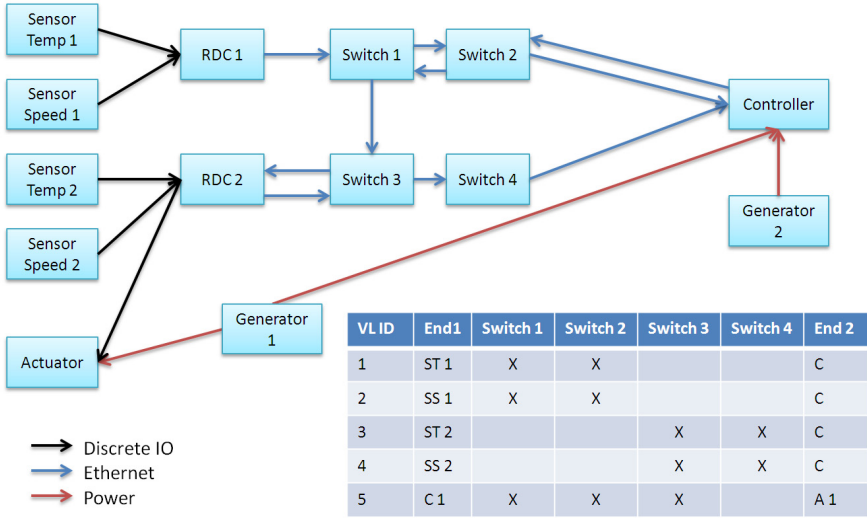 Sensor
Temp 1
RDC 1
Switch 1
Switch 2
Sensor
Speed 1
Controller
Sensor
Temp 2
RDC 2
Switch 3
Switch 4
Sensor
Speed 2
Generator
2
Generator
1
Actuator
VL ID End1 Switch 1 Switch 2 Switch 3 Switch 4 End 2
1 ST 1 X X C
2 SS 1 X X C
3 ST 2 X X C
4 SS 2 X X C
5 C 1 X X X A 1
Discrete IO
Ethernet
Power